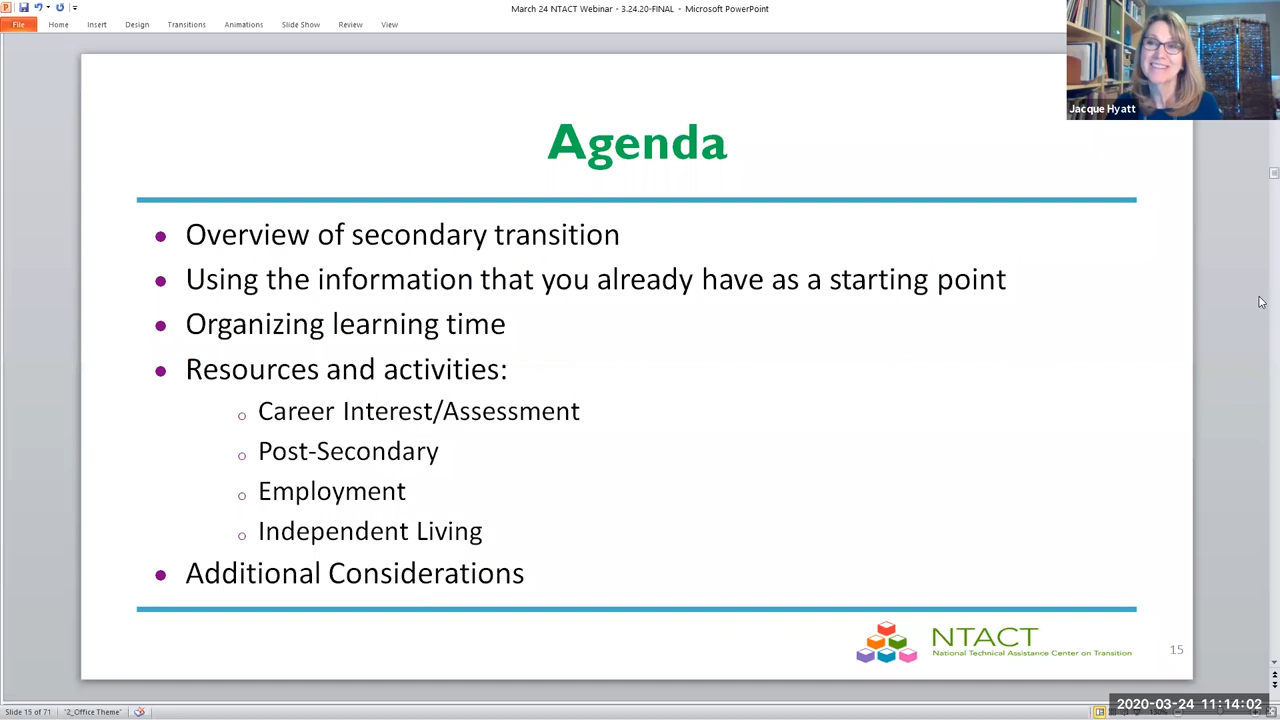 March 24 NTACT Webinar - 3.24.20-FINAL - Microsoft PowerPoint
File Home Insert Design Transitions Animations Slide Show Review View
Jacque Hyatt
Agenda
Overview of secondary transition
Using the information that you already have as a starting point
Organizing learning time
Resources and activities:
Career Interest/Assessment
Post-Secondary
Employment
Independent Living
Additional Considerations
NTACT
National Technical Assistance Center on Transition
15
2020-03-24 11:14:02
Slide 15 of 71 "2_Office Theme"